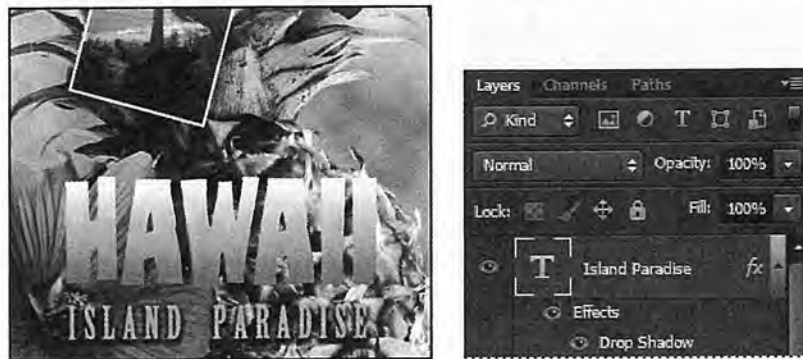 HAWAII
the
ISLAND PARADISE
Layers Channels Paths
Kind T
Normal Opacity: 100%
Lock: Fill: 100%
T Island Paradise fx
Effects
Drop Shadow